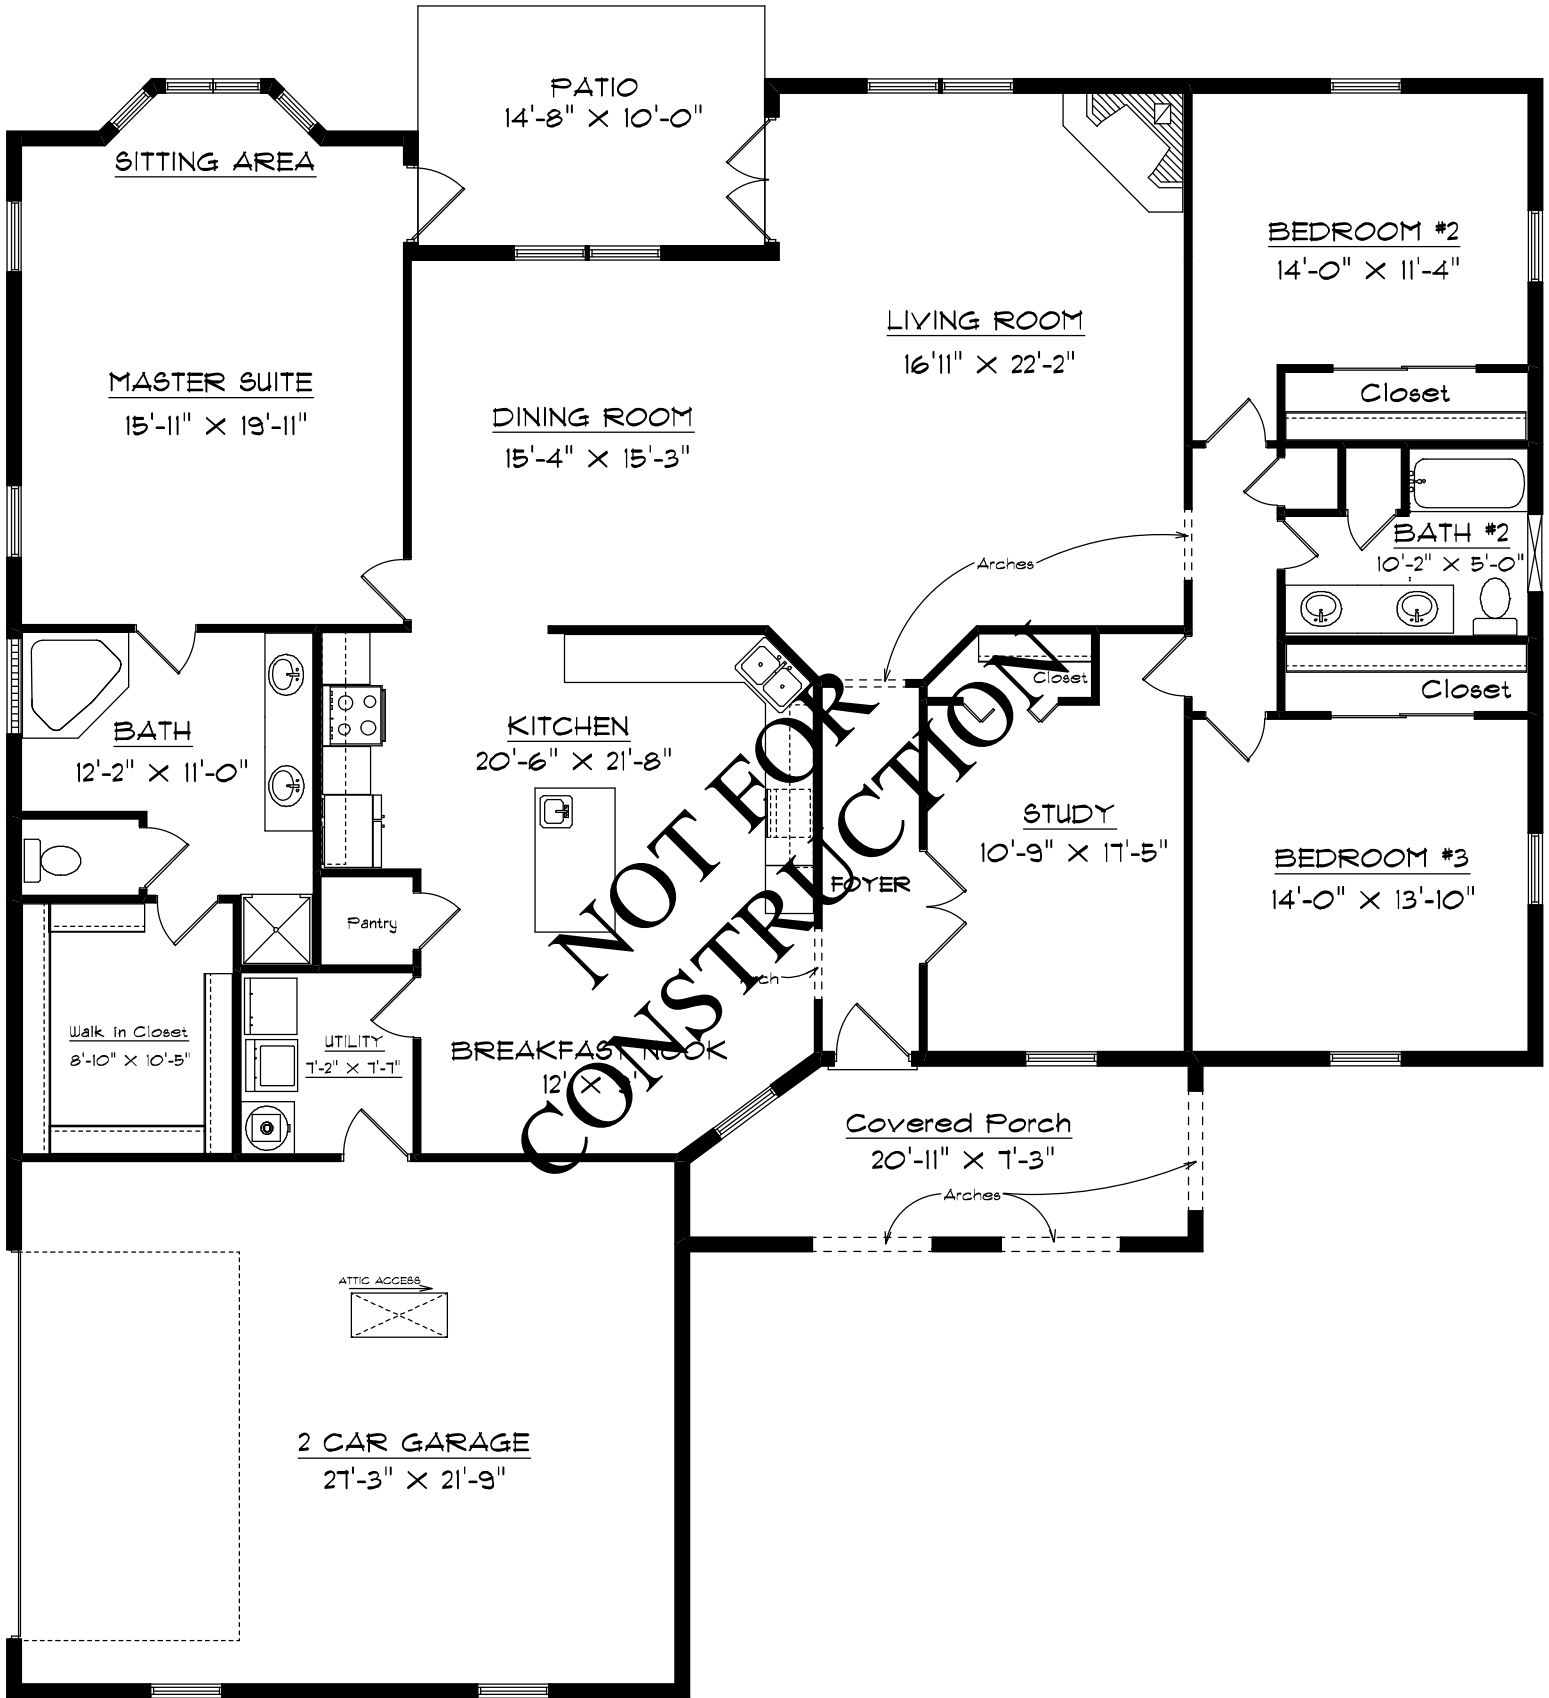 PATIO
14'-8" X 10'-0"
SITTING AREA
BEDROOM #2
14'-0" X 11'-4"
LIVING ROOM
16'11" X 22'-2"
MASTER SUITE
15'-11" X 19'-11"
Closet
DINING ROOM
15'-4" X 15'-3"
BATH #2
10'-2" X 5'-0"
Arches
Closet
Closet
BATH
12'-2" X 11'-0"
KITCHEN
20'-6" X 21'-8"
STUDY
10'-9" X 17'-5"
BEDROOM #3
14'-0" X 13'-10"
FOYER
Pantry
NOT FOR
CONSTRUCTION
Walk in Closet
8'-10" X 10'-5"
UTILITY
7'-2" X 7'-7"
BREAKFAST NOOK
12' X
Covered Porch
20'-11" X 7'-3"
Arches
ATTIC ACCESS
2 CAR GARAGE
27'-3" X 21'-9"